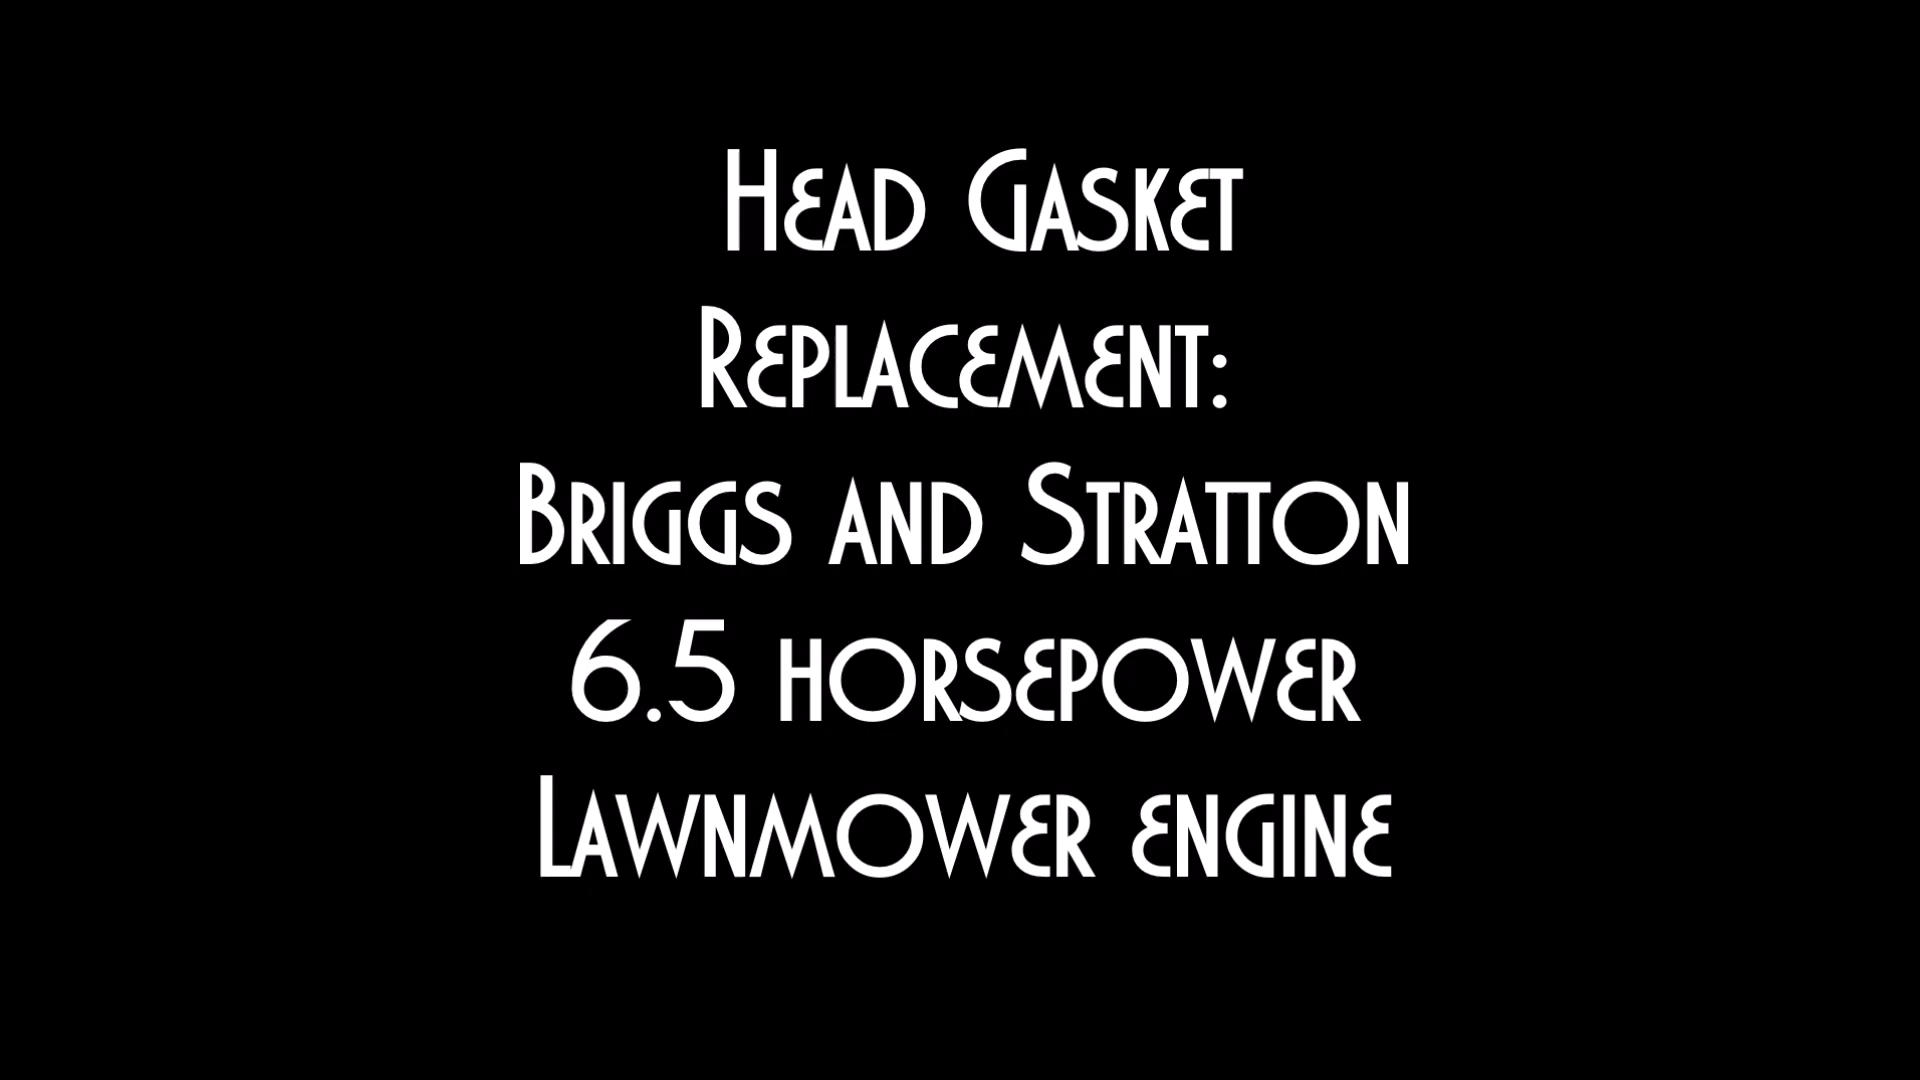 Head Gasket
Replacement:
Briggs and Stratton
6.5 horsepower
Lawnmower engine